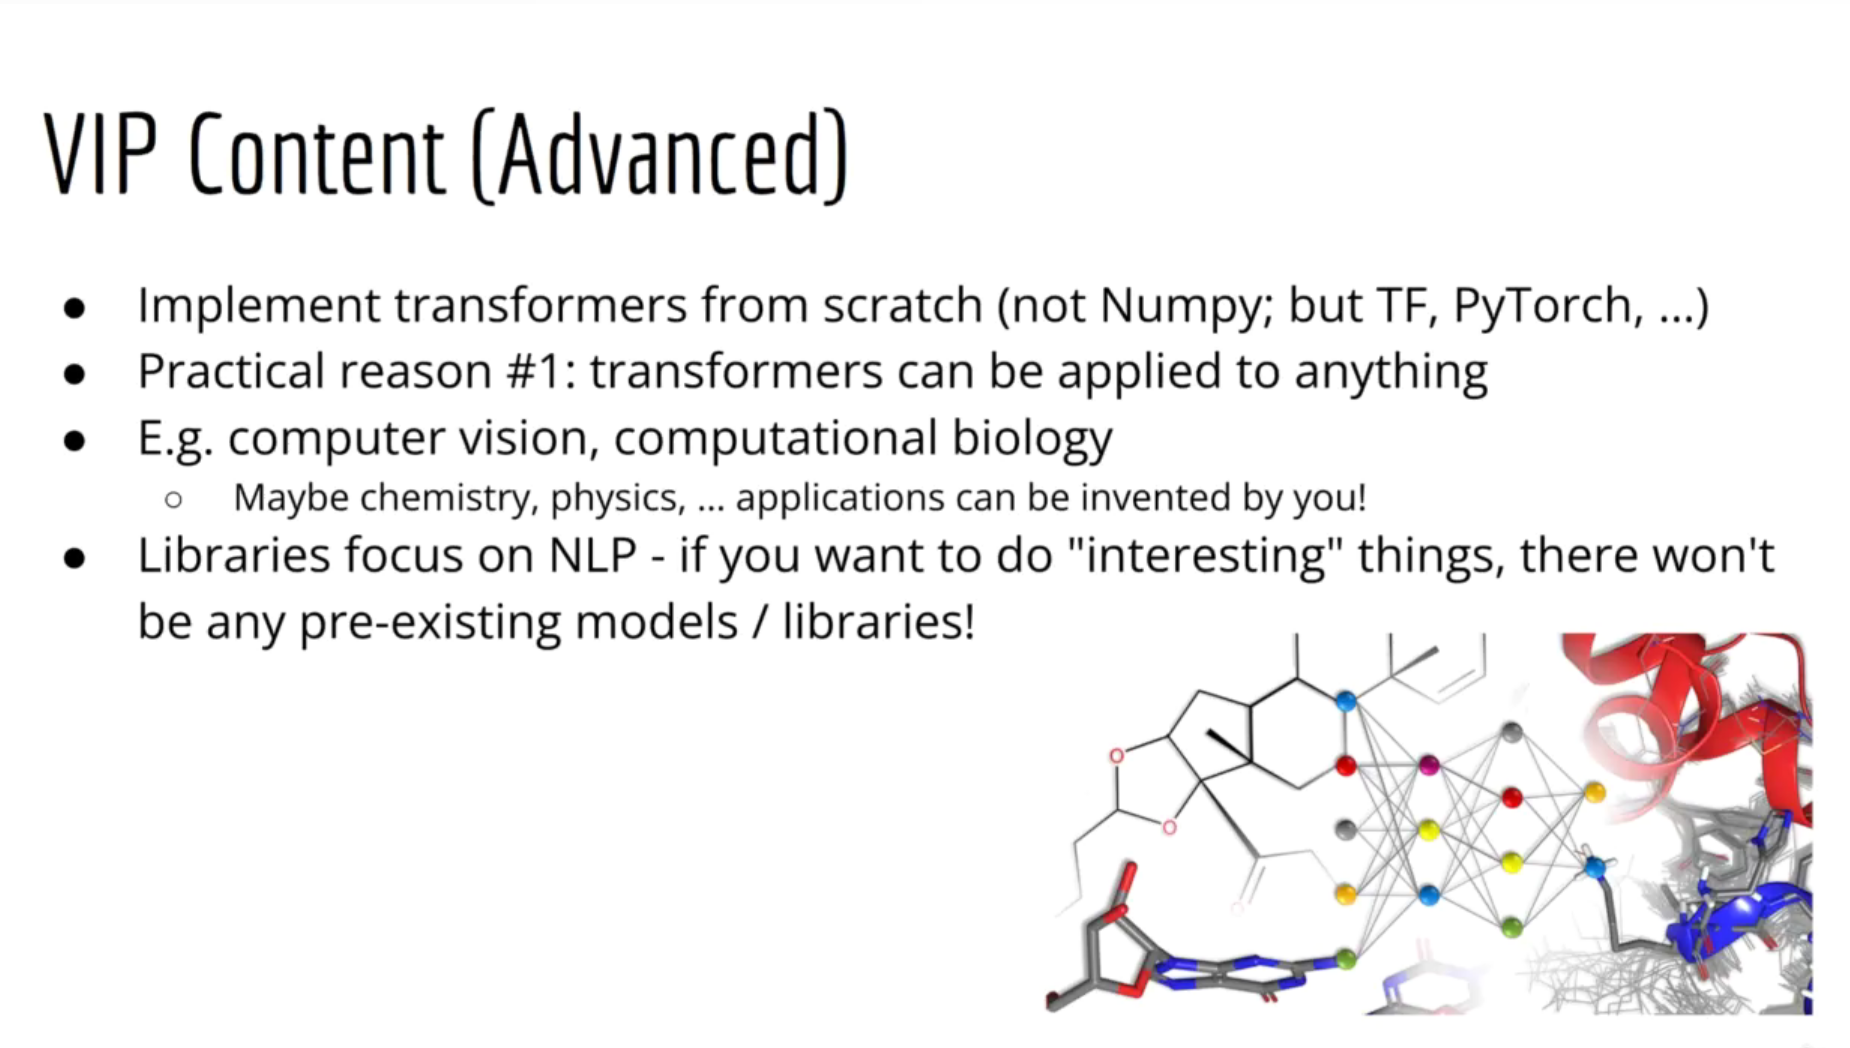 VIP Content (Advanced)
● Implement transformers from scratch (not Numpy; but TF, PyTorch, ...)
● Practical reason #1: transformers can be applied to anything
● E.g. computer vision, computational biology
○ Maybe chemistry, physics, ... applications can be invented by you!
● Libraries focus on NLP - if you want to do "interesting" things, there won't
be any pre-existing models / libraries!
O
O